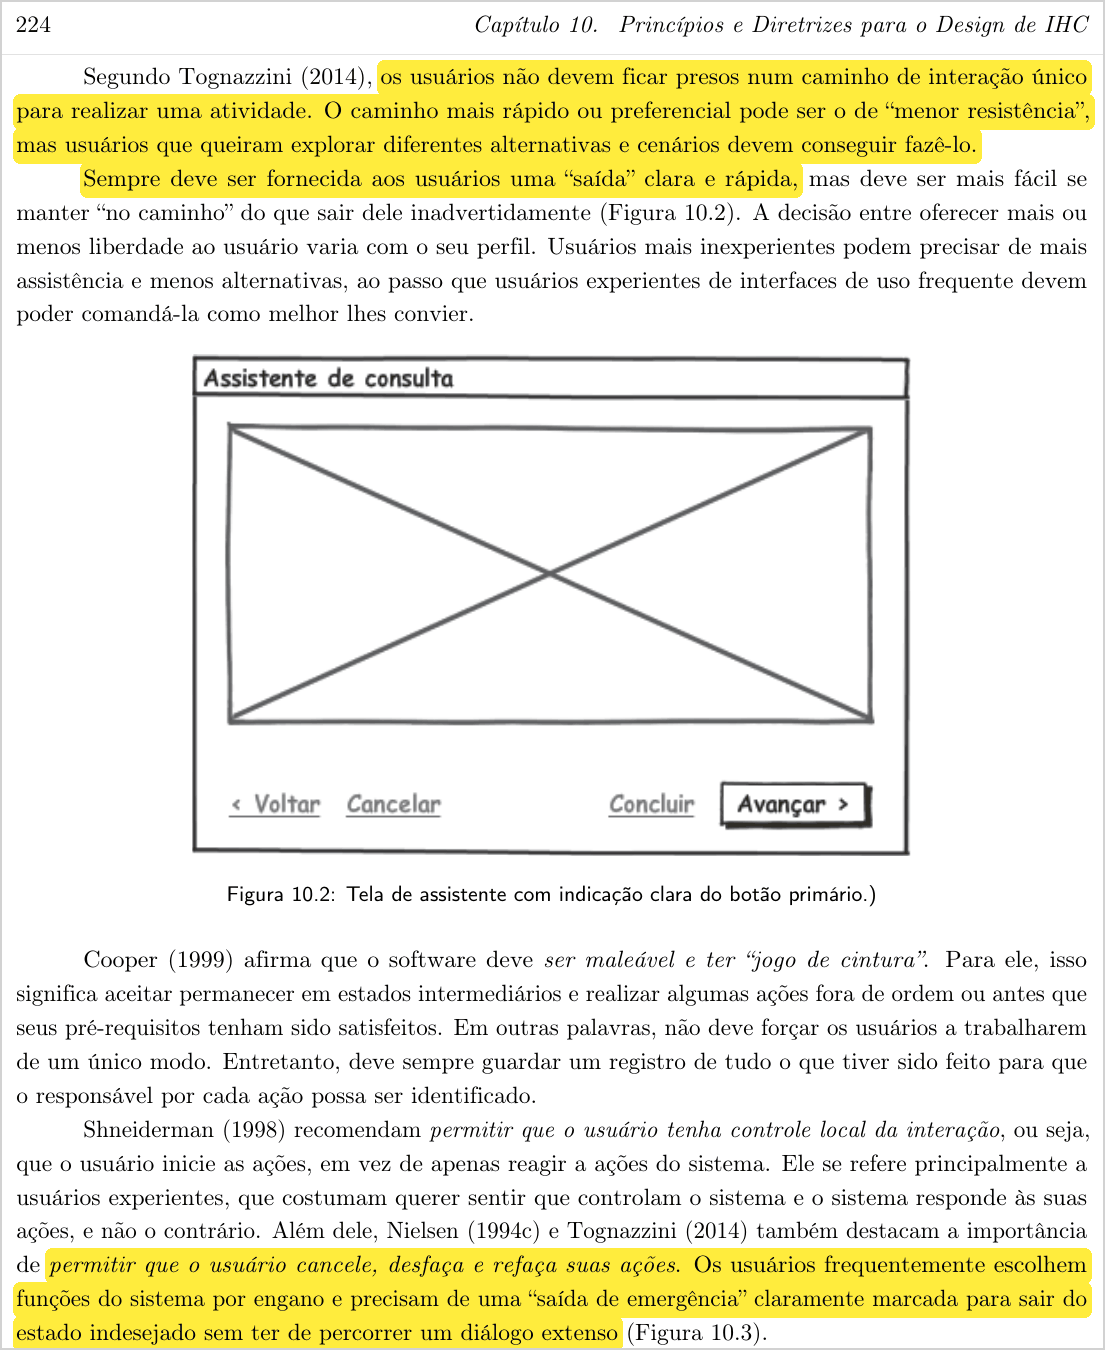 224 Capítulo 10. Princípios e Diretrizes para o Design de IHC
Segundo Tognazzini (2014), os usuários não devem ficar presos num caminho de interação único
para realizar uma atividade. O caminho mais rápido ou preferencial pode ser o de “menor resistência”,
mas usuários que queiram explorar diferentes alternativas e cenários devem conseguir fazê-lo.
Sempre deve ser fornecida aos usuários uma “saída” clara e rápida, mas deve ser mais fácil se
manter “no caminho” do que sair dele inadvertidamente (Figura 10.2). A decisão entre oferecer mais ou
menos liberdade ao usuário varia com o seu perfil. Usuários mais inexperientes podem precisar de mais
assistência e menos alternativas, ao passo que usuários experientes de interfaces de uso frequente devem
poder comandá-la como melhor lhes convier.
Assistente de consulta
< Voltar Cancelar Concluir Avançar >
Figura 10.2: Tela de assistente com indicação clara do botão primário.)
Cooper (1999) afirma que o software deve ser maleável e ter “jogo de cintura”. Para ele, isso
significa aceitar permanecer em estados intermediários e realizar algumas ações fora de ordem ou antes que
seus pré-requisitos tenham sido satisfeitos. Em outras palavras, não deve forçar os usuários a trabalharem
de um único modo. Entretanto, deve sempre guardar um registro de tudo o que tiver sido feito para que
o responsável por cada ação possa ser identificado.
Shneiderman (1998) recomendam permitir que o usuário tenha controle local da interação, ou seja,
que o usuário inicie as ações, em vez de apenas reagir a ações do sistema. Ele se refere principalmente a
usuários experientes, que costumam querer sentir que controlam o sistema e o sistema responde às suas
ações, e não o contrário. Além dele, Nielsen (1994c) e Tognazzini (2014) também destacam a importância
de permitir que o usuário cancele, desfaça e refaça suas ações. Os usuários frequentemente escolhem
funções do sistema por engano e precisam de uma “saída de emergência” claramente marcada para sair do
estado indesejado sem ter de percorrer um diálogo extenso (Figura 10.3).